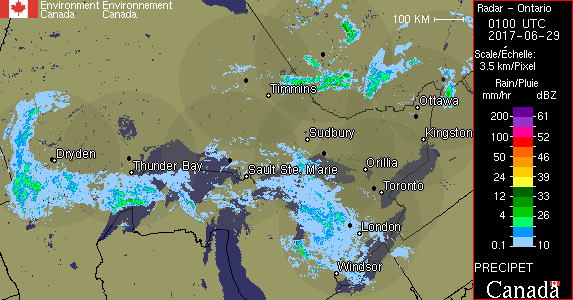 Environment Environnement
Canada Canada
100 KM
Timmins
Ottawa
Sudbury
Kingston
Dryden
Thunder Bay
Sault Ste. Marie
Orillia
Toronto
London
Windsor
Radar - Ontario
0100 UTC
2017-06-29
Scale/Échelle:
3.5 km/Pixel
Rain/Pluie
mm/hr dBZ
200 61
100 52
50 46
24 39
12 33
4 26
0.1 10
PRECIPET
Canada